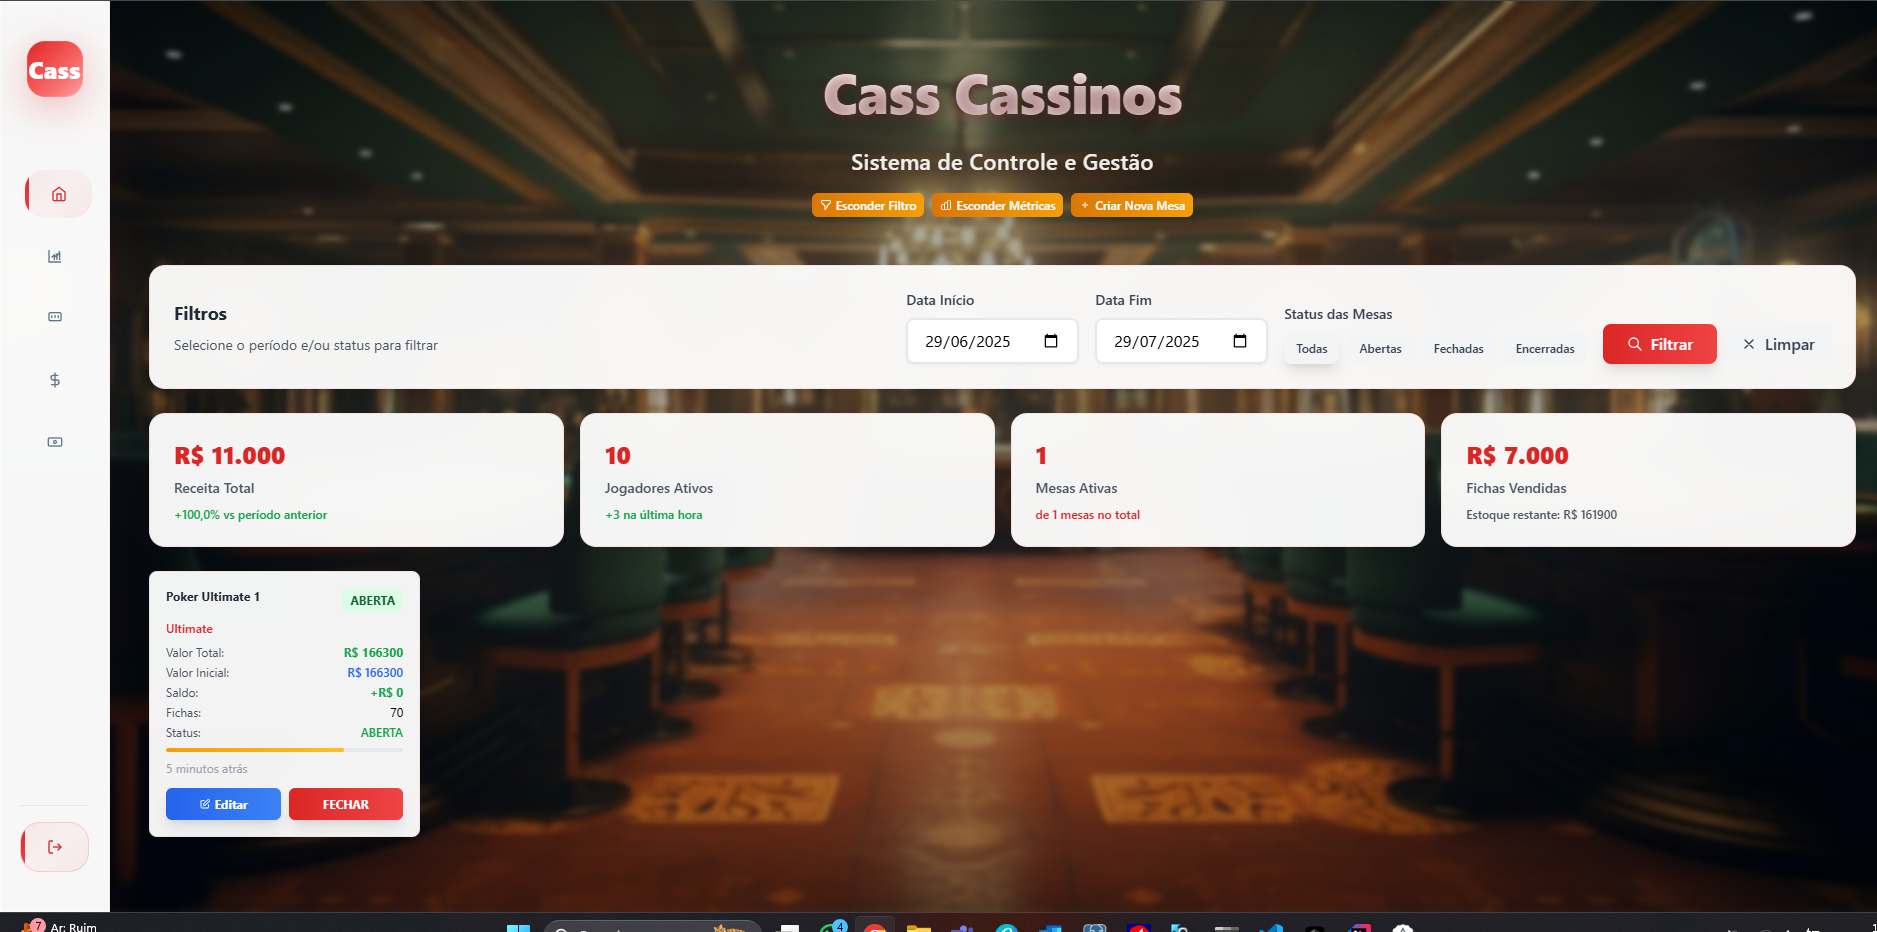 Cass
Cass Cassinos
Sistema de Controle e Gestão
Esconder Filtro
Esconder Métricas
+ Criar Nova Mesa
Filtros
Selecione o período e/ou status para filtrar
Data Início
29/06/2025
Data Fim
29/07/2025
Status das Mesas
Todas
Abertas
Fechadas
Encerradas
Filtrar
Limpar
R$ 11.000
Receita Total
+100,0% vs período anterior
10
Jogadores Ativos
+3 na última hora
1
Mesas Ativas
de 1 mesas no total
R$ 7.000
Fichas Vendidas
Estoque restante: R$ 161900
Poker Ultimate 1
ABERTA
Ultimate
Valor Total: R$ 166300
Valor Inicial: R$ 166300
Saldo: +R$ 0
Fichas: 70
Status: ABERTA
5 minutos atrás
Editar
FECHAR
7
Ar: Ruim
4